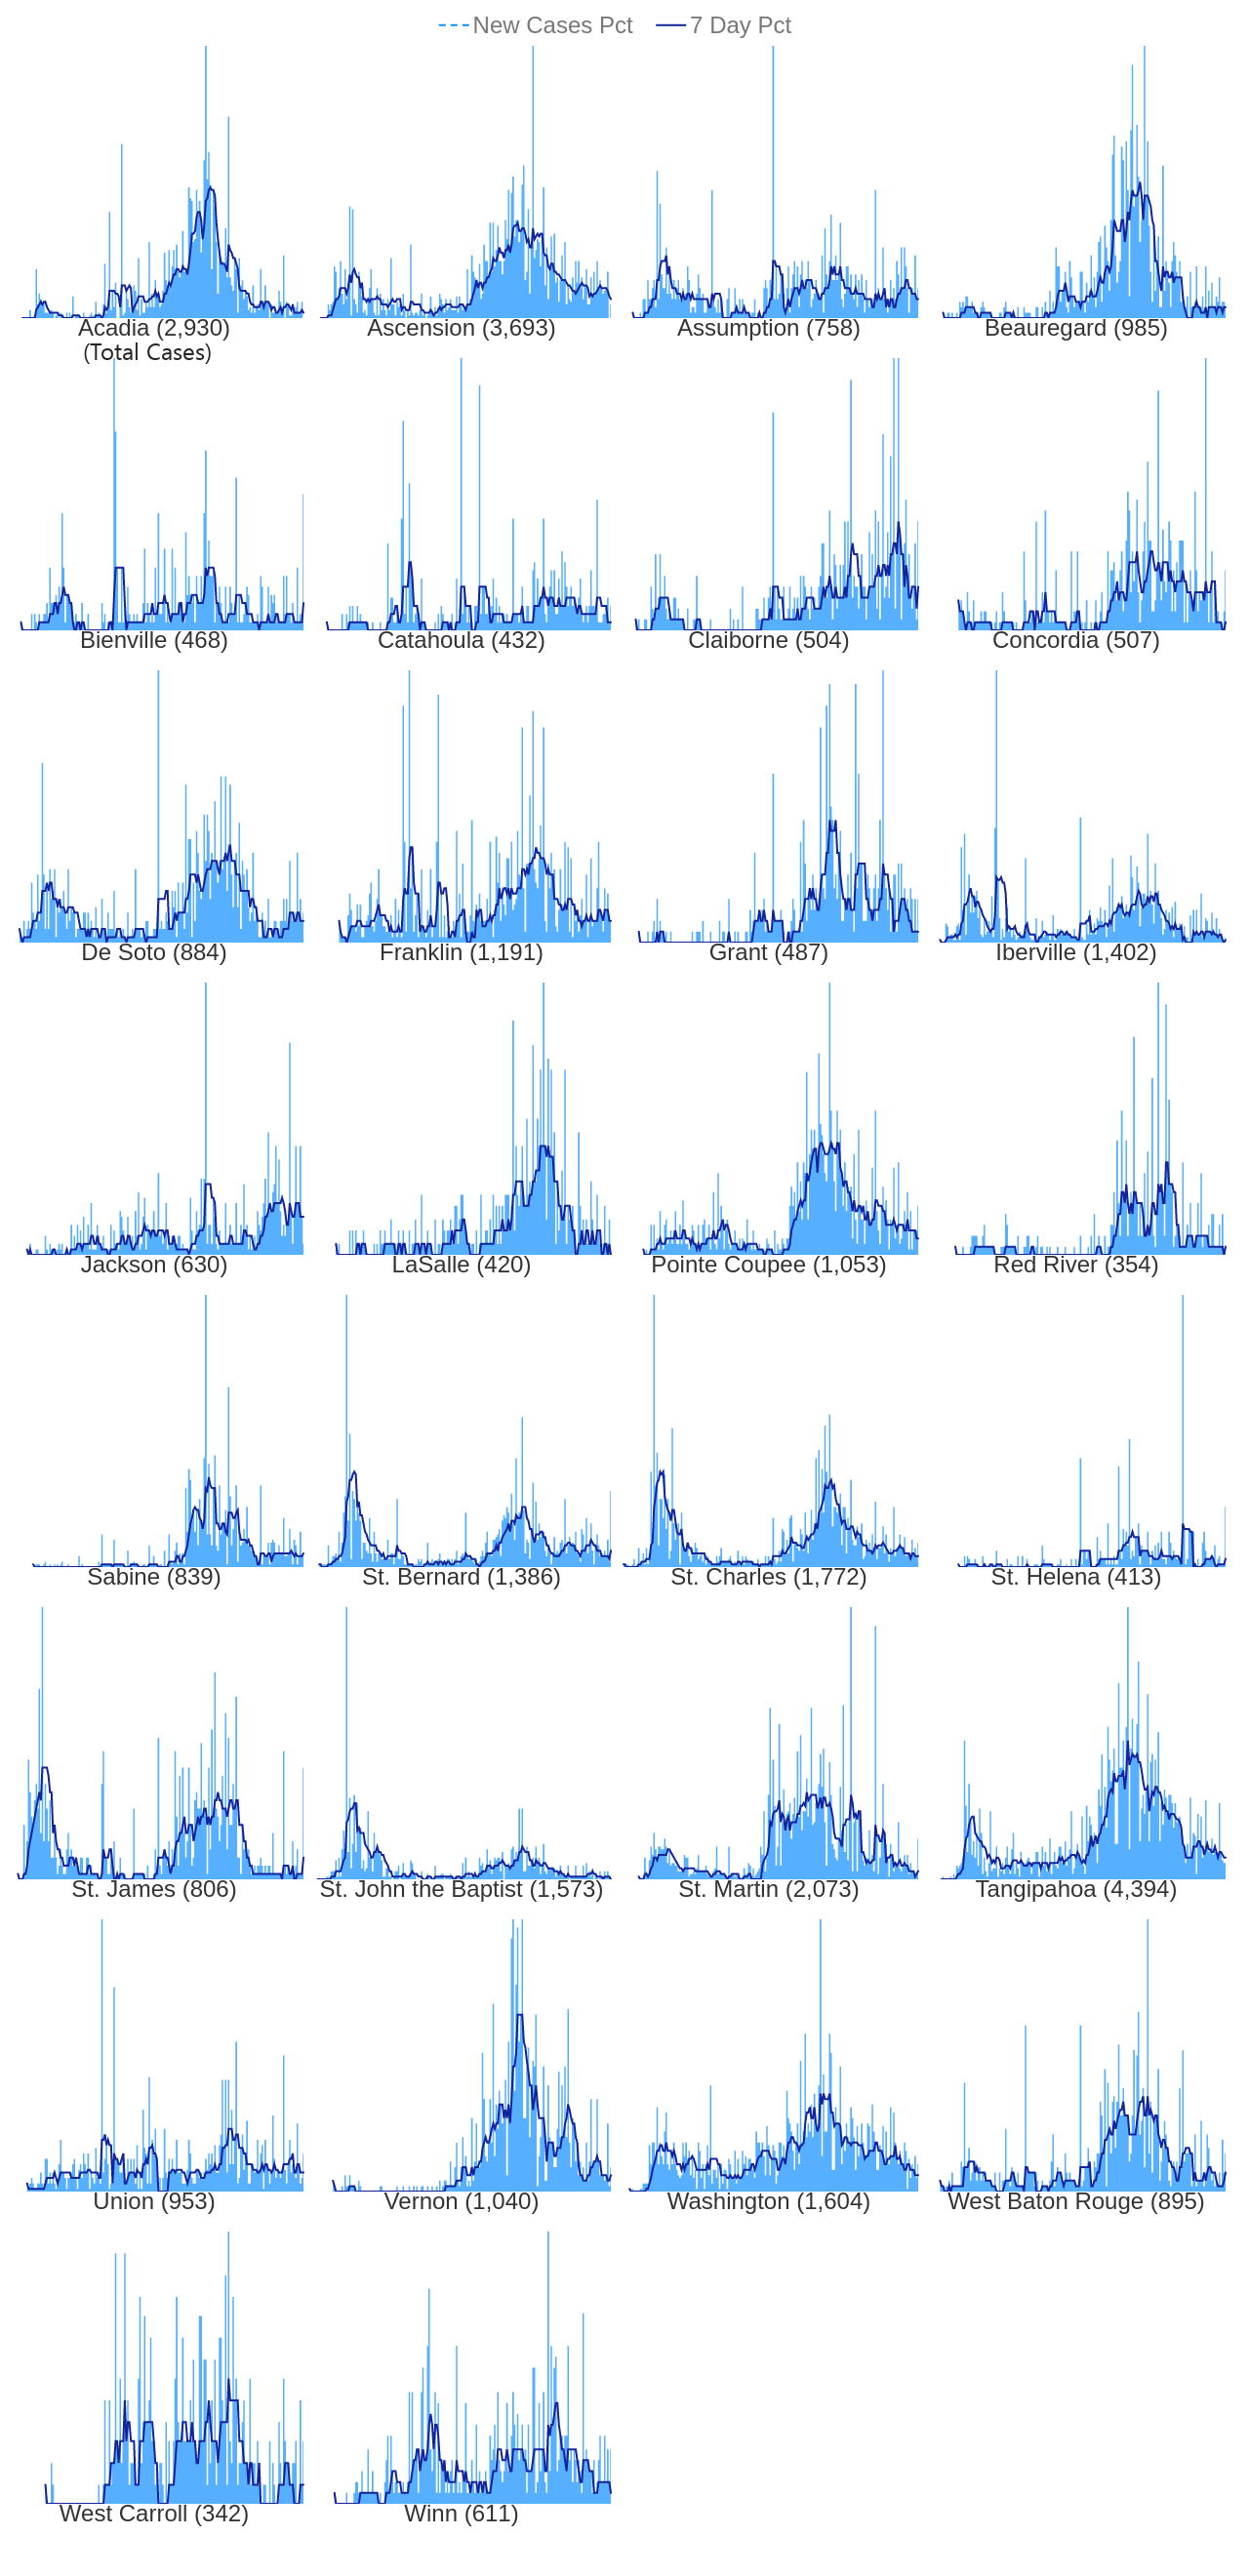 New Cases Pct 7 Day Pct
Acadia (2,930) Ascension (3,693) Assumption (758) Beauregard (985)
(Total Cases)
Bienville (468) Catahoula (432) Claiborne (504) Concordia (507)
De Soto (884) Franklin (1,191) Grant (487) Iberville (1,402)
Jackson (630) LaSalle (420) Pointe Coupee (1,053) Red River (354)
Sabine (839) St. Bernard (1,386) St. Charles (1,772) St. Helena (413)
St. James (806) St. John the Baptist (1,573) St. Martin (2,073) Tangipahoa (4,394)
Union (953) Vernon (1,040) Washington (1,604) West Baton Rouge (895)
West Carroll (342) Winn (611)